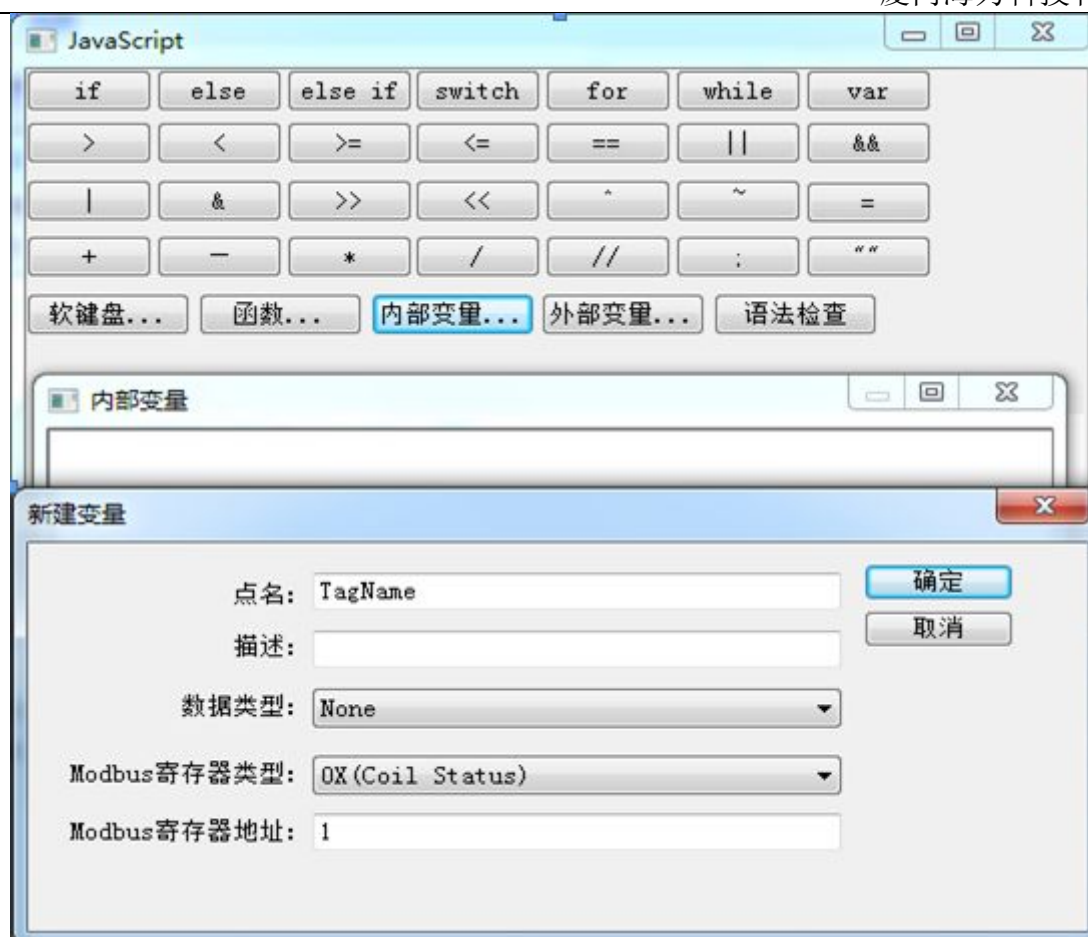 JavaScript
if else else if switch for while var
> < >= <= == || &&
| & >> << ^ ~ =
+ - * / // ; ""
软键盘... 函数... 内部变量... 外部变量... 语法检查
内部变量
新建变量
点名: TagName 确定
描述: 取消
数据类型: None
Modbus寄存器类型: 0X(Coil Status)
Modbus寄存器地址: 1